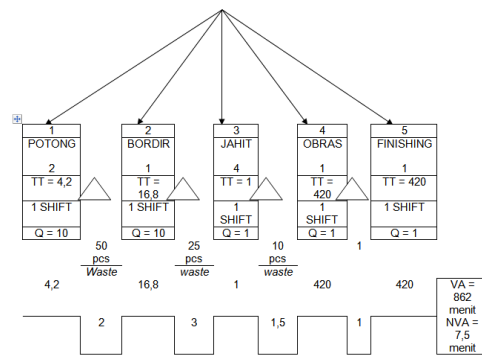 1
POTONG
2
TT = 4,2
1 SHIFT
Q = 10
2
BORDIR
1
TT =
16,8
1 SHIFT
Q = 10
3
JAHIT
4
TT = 1
1
SHIFT
Q = 1
4
OBRAS
1
TT =
420
1
SHIFT
Q = 1
5
FINISHING
1
TT = 420
1 SHIFT
Q = 1
50
pcs
Waste
25
pcs
waste
10
pcs
waste
1
4,2
16,8
1
420
420
2
3
1,5
1
VA =
862
menit
NVA =
7,5
menit